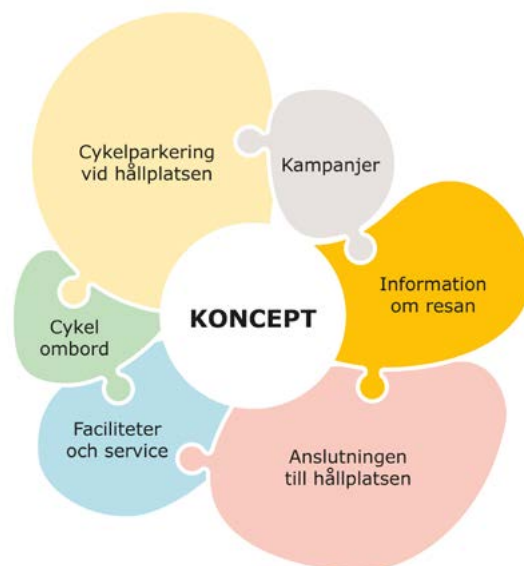 Cykelparkering
vid hållplatsen
Kampanjer
Information
om resan
KONCEPT
Cykel
ombord
Faciliteter
och service
Anslutningen
till hållplatsen